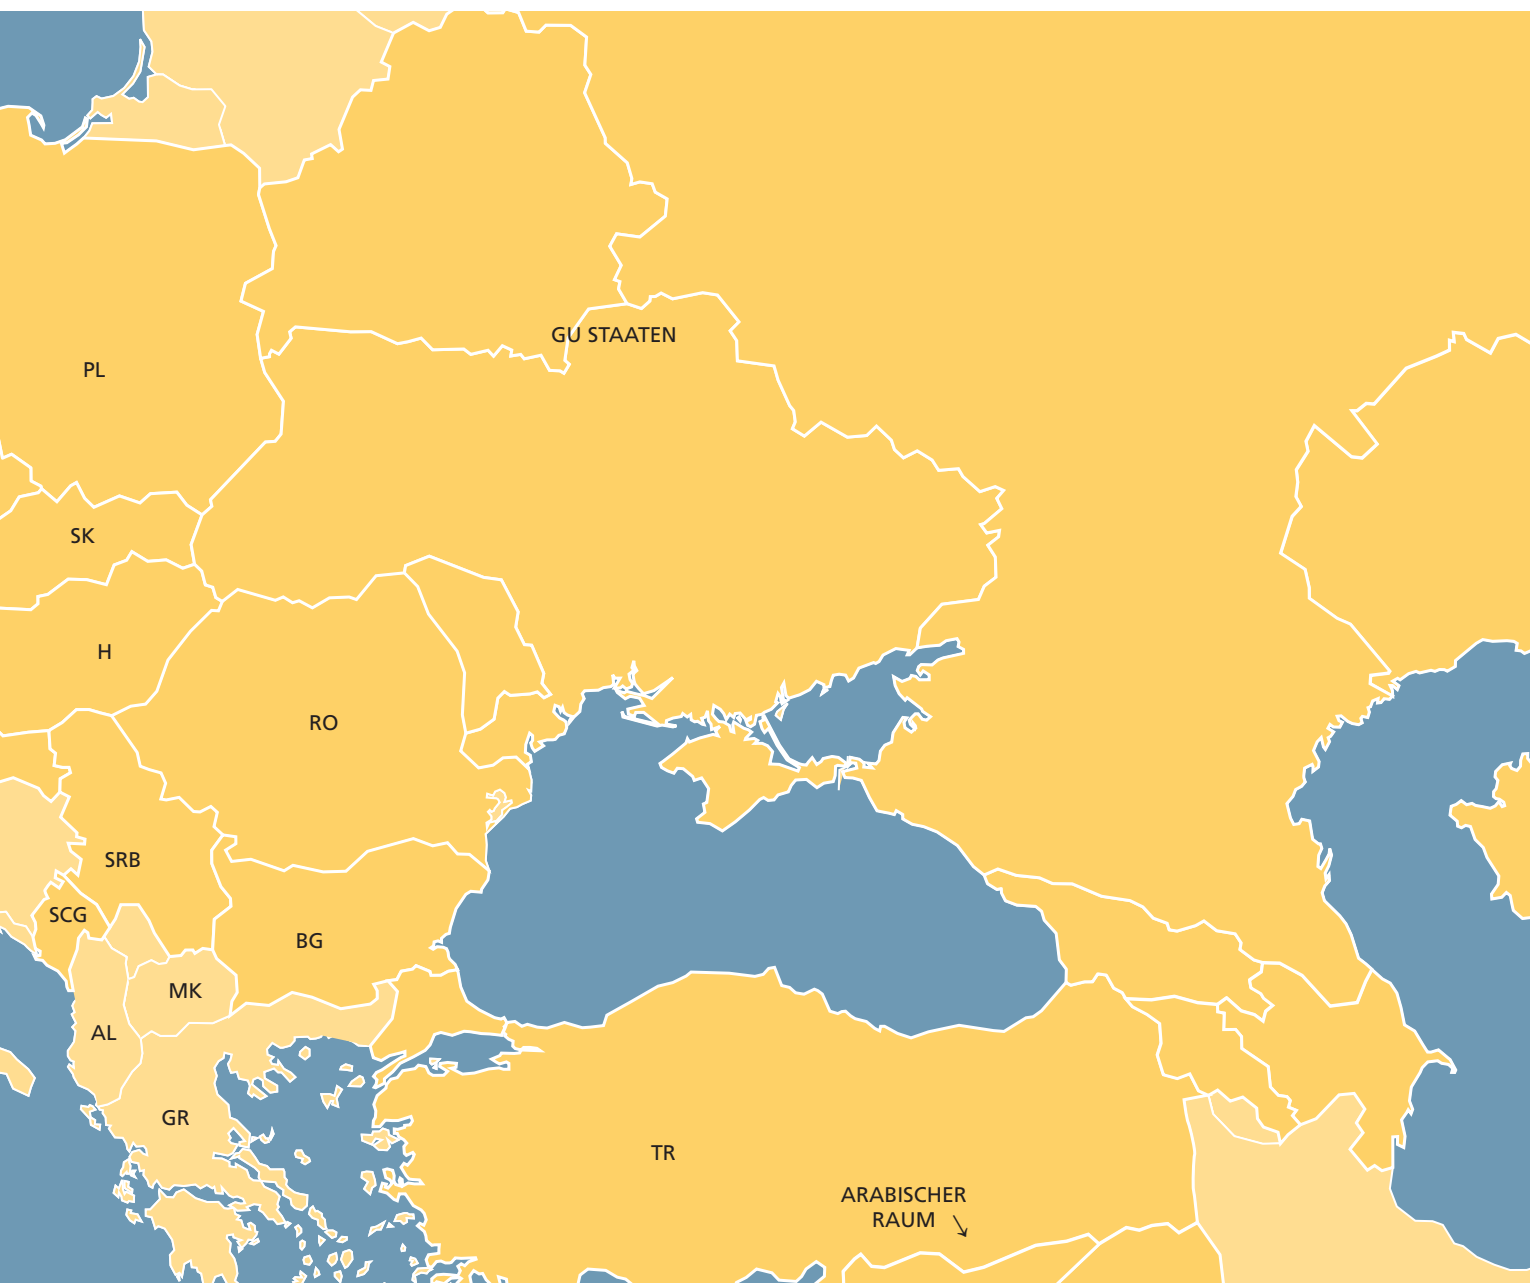 GU STAATEN
PL
SK
H
RO
SRB
SCG
BG
MK
AL
GR
TR
ARABISCHER
RAUM ↘